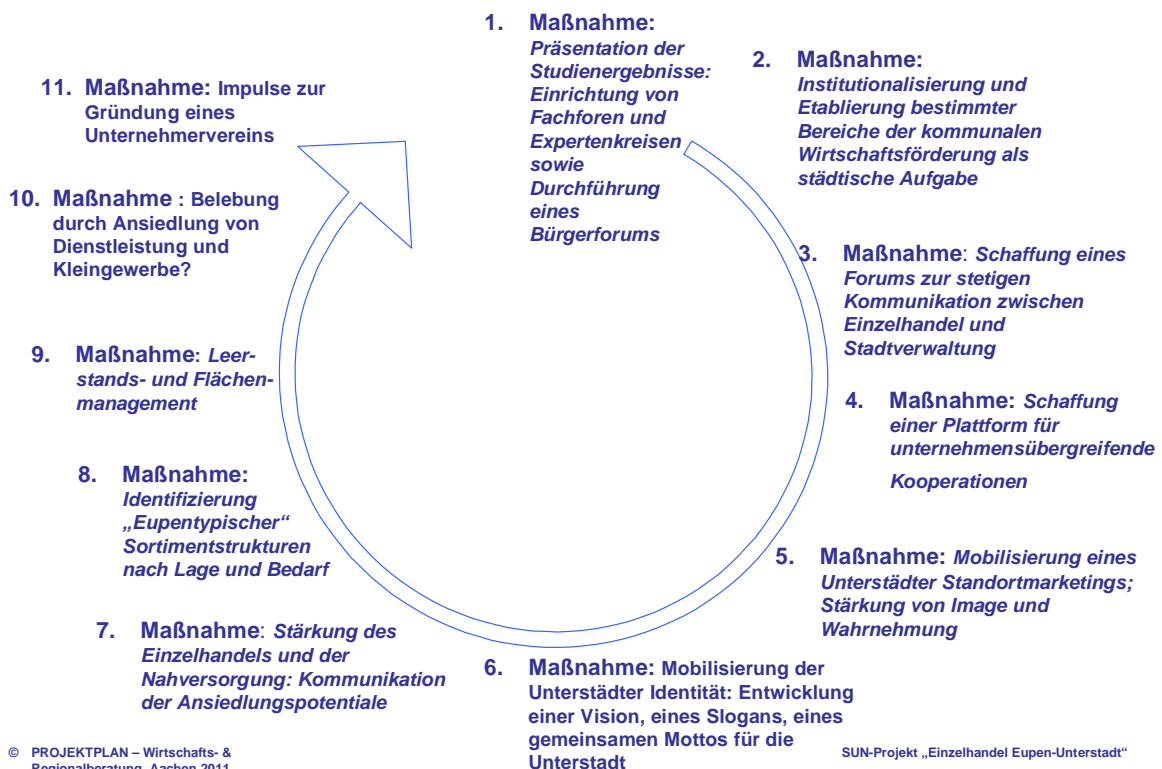 1. Maßnahme:
Präsentation der
Studienergebnisse:
Einrichtung von
Fachforen und
Expertenkreisen
sowie
Durchführung
eines
Bürgerforums
2. Maßnahme:
Institutionalisierung und
Etablierung bestimmter
Bereiche der kommunalen
Wirtschaftsförderung als
städtische Aufgabe
3. Maßnahme: Schaffung eines
Forums zur stetigen
Kommunikation zwischen
Einzelhandel und
Stadtverwaltung
4. Maßnahme: Schaffung
einer Plattform für
unternehmensübergreifende
Kooperationen
5. Maßnahme: Mobilisierung eines
Unterstädter Standortmarketings;
Stärkung von Image und
Wahrnehmung
6. Maßnahme: Mobilisierung der
Unterstädter Identität: Entwicklung
einer Vision, eines Slogans, eines
gemeinsamen Mottos für die
Unterstadt
7. Maßnahme: Stärkung des
Einzelhandels und der
Nahversorgung: Kommunikation
der Ansiedlungspotentiale
8. Maßnahme:
Identifizierung
„Eupentypischer“
Sortimentstrukturen
nach Lage und Bedarf
9. Maßnahme: Leer-
stands- und Flächen-
management
10. Maßnahme : Belebung
durch Ansiedlung von
Dienstleistung und
Kleingewerbe?
11. Maßnahme: Impulse zur
Gründung eines
Unternehmervereins
© PROJEKTPLAN – Wirtschafts- &
Regionalberatung, Aachen 2011
SUN-Projekt „Einzelhandel Eupen-Unterstadt“